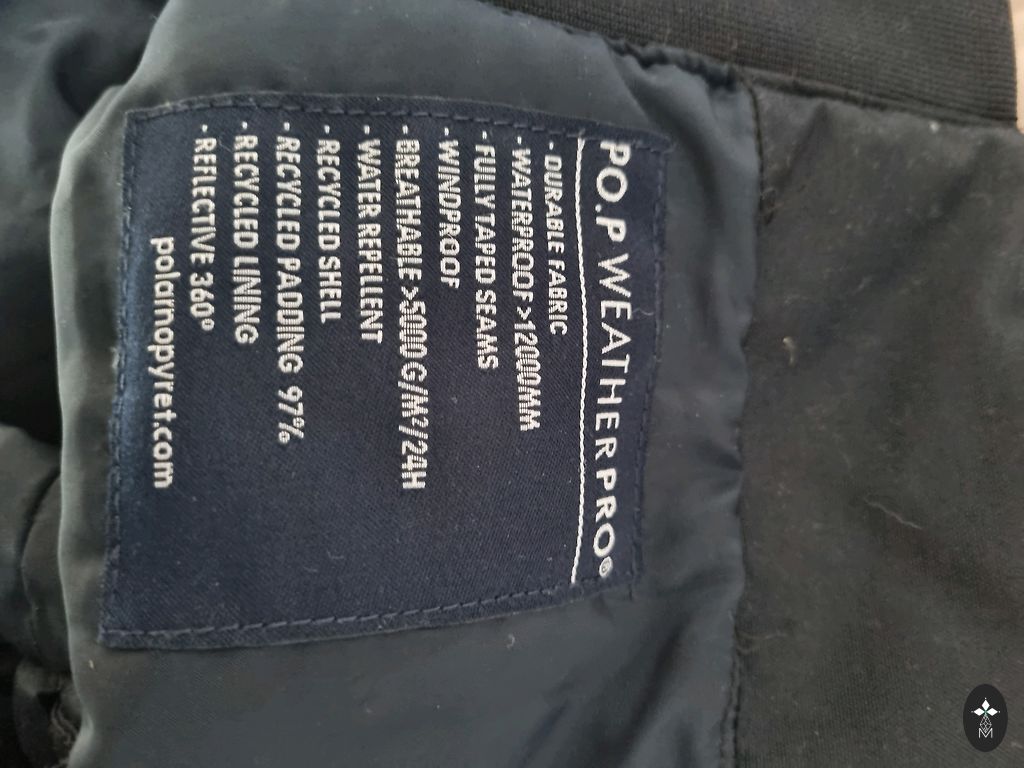 PO.P WEATHERPRO®
- DURABLE FABRIC
- WATERPROOF >12000MM
- FULLY TAPED SEAMS
- WINDPROOF
- BREATHABLE >5000 G/M²/24H
- WATER REPELLENT
- RECYCLED SHELL
- RECYCLED PADDING 97%
- RECYCLED LINING
- REFLECTIVE 360º
polarnopyret.com
M